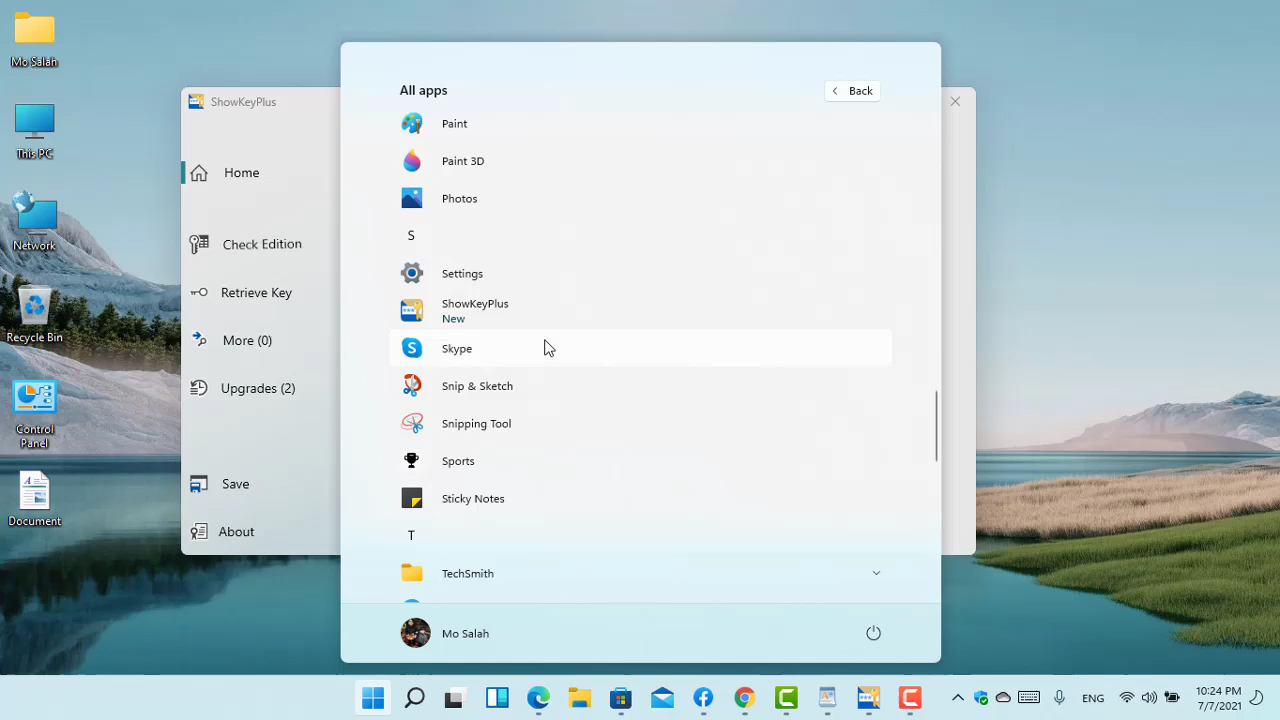 Mo Salah
This PC
Network
Recycle Bin
Control
Panel
Document
ShowKeyPlus
Home
Check Edition
Retrieve Key
More (0)
Upgrades (2)
Save
About
All apps
Back
Paint
Paint 3D
Photos
S
Settings
ShowKeyPlus
New
Skype
Snip & Sketch
Snipping Tool
Sports
Sticky Notes
T
TechSmith
Mo Salah
ENG
10:24 PM
7/7/2021